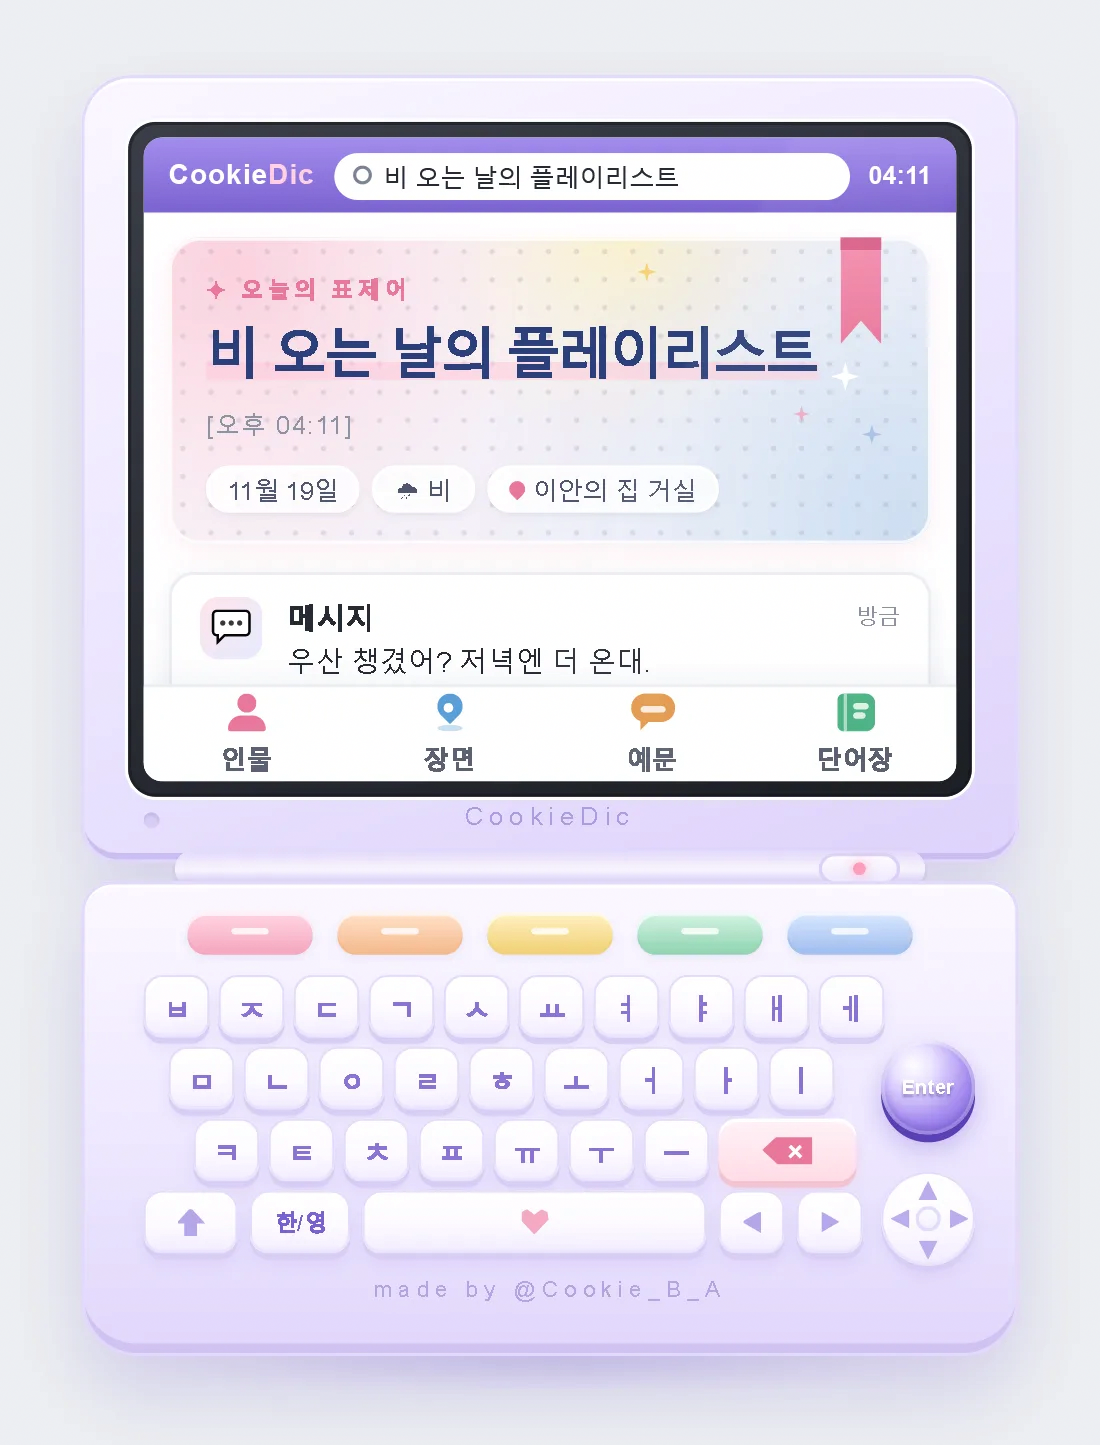 CookieDic 비 오는 날의 플레이리스트 04:11
오늘의 표제어
비 오는 날의 플레이리스트
[오후 04:11]
11월 19일 비 이안의 집 거실
메시지 방금
우산 챙겼어? 저녁엔 더 온대.
인물 장면 예문 단어장
CookieDic
ㅂ ㅈ ㄷ ㄱ ㅅ ㅛ ㅕ ㅑ ㅐ ㅔ
ㅁ ㄴ ㅇ ㄹ ㅎ ㅗ ㅓ ㅏ ㅣ
Enter
ㅋ ㅌ ㅊ ㅍ ㅠ ㅜ ㅡ
한/영
made by @Cookie_B_A